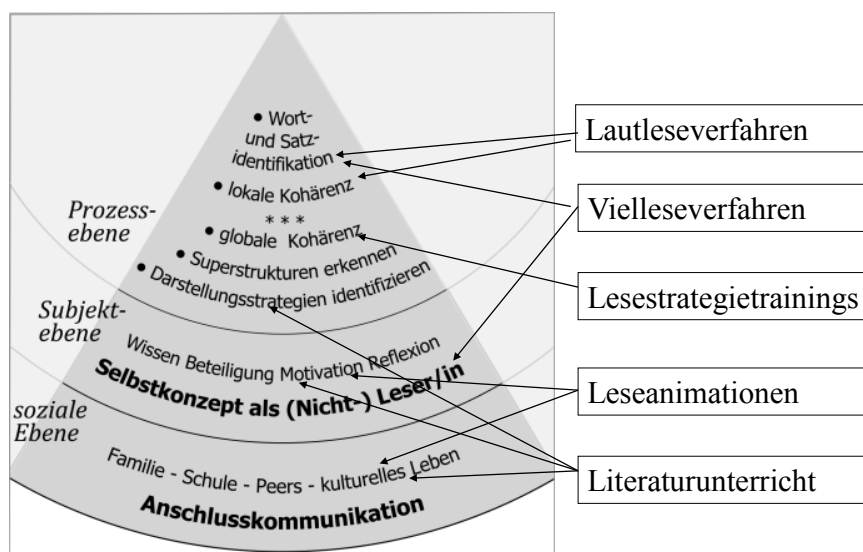 • Wort-
und Satz-
identifikation
• lokale Kohärenz
* * *
• globale Kohärenz
• Superstrukturen erkennen
• Darstellungsstrategien identifizieren
Prozess-
ebene
Wissen Beteiligung Motivation Reflexion
Selbstkonzept als (Nicht-) Leser/in
Subjekt-
ebene
Familie - Schule - Peers - kulturelles Leben
Anschlusskommunikation
soziale
Ebene
Lautleseverfahren
Vielleseverfahren
Lesestrategietrainings
Leseanimationen
Literaturunterricht